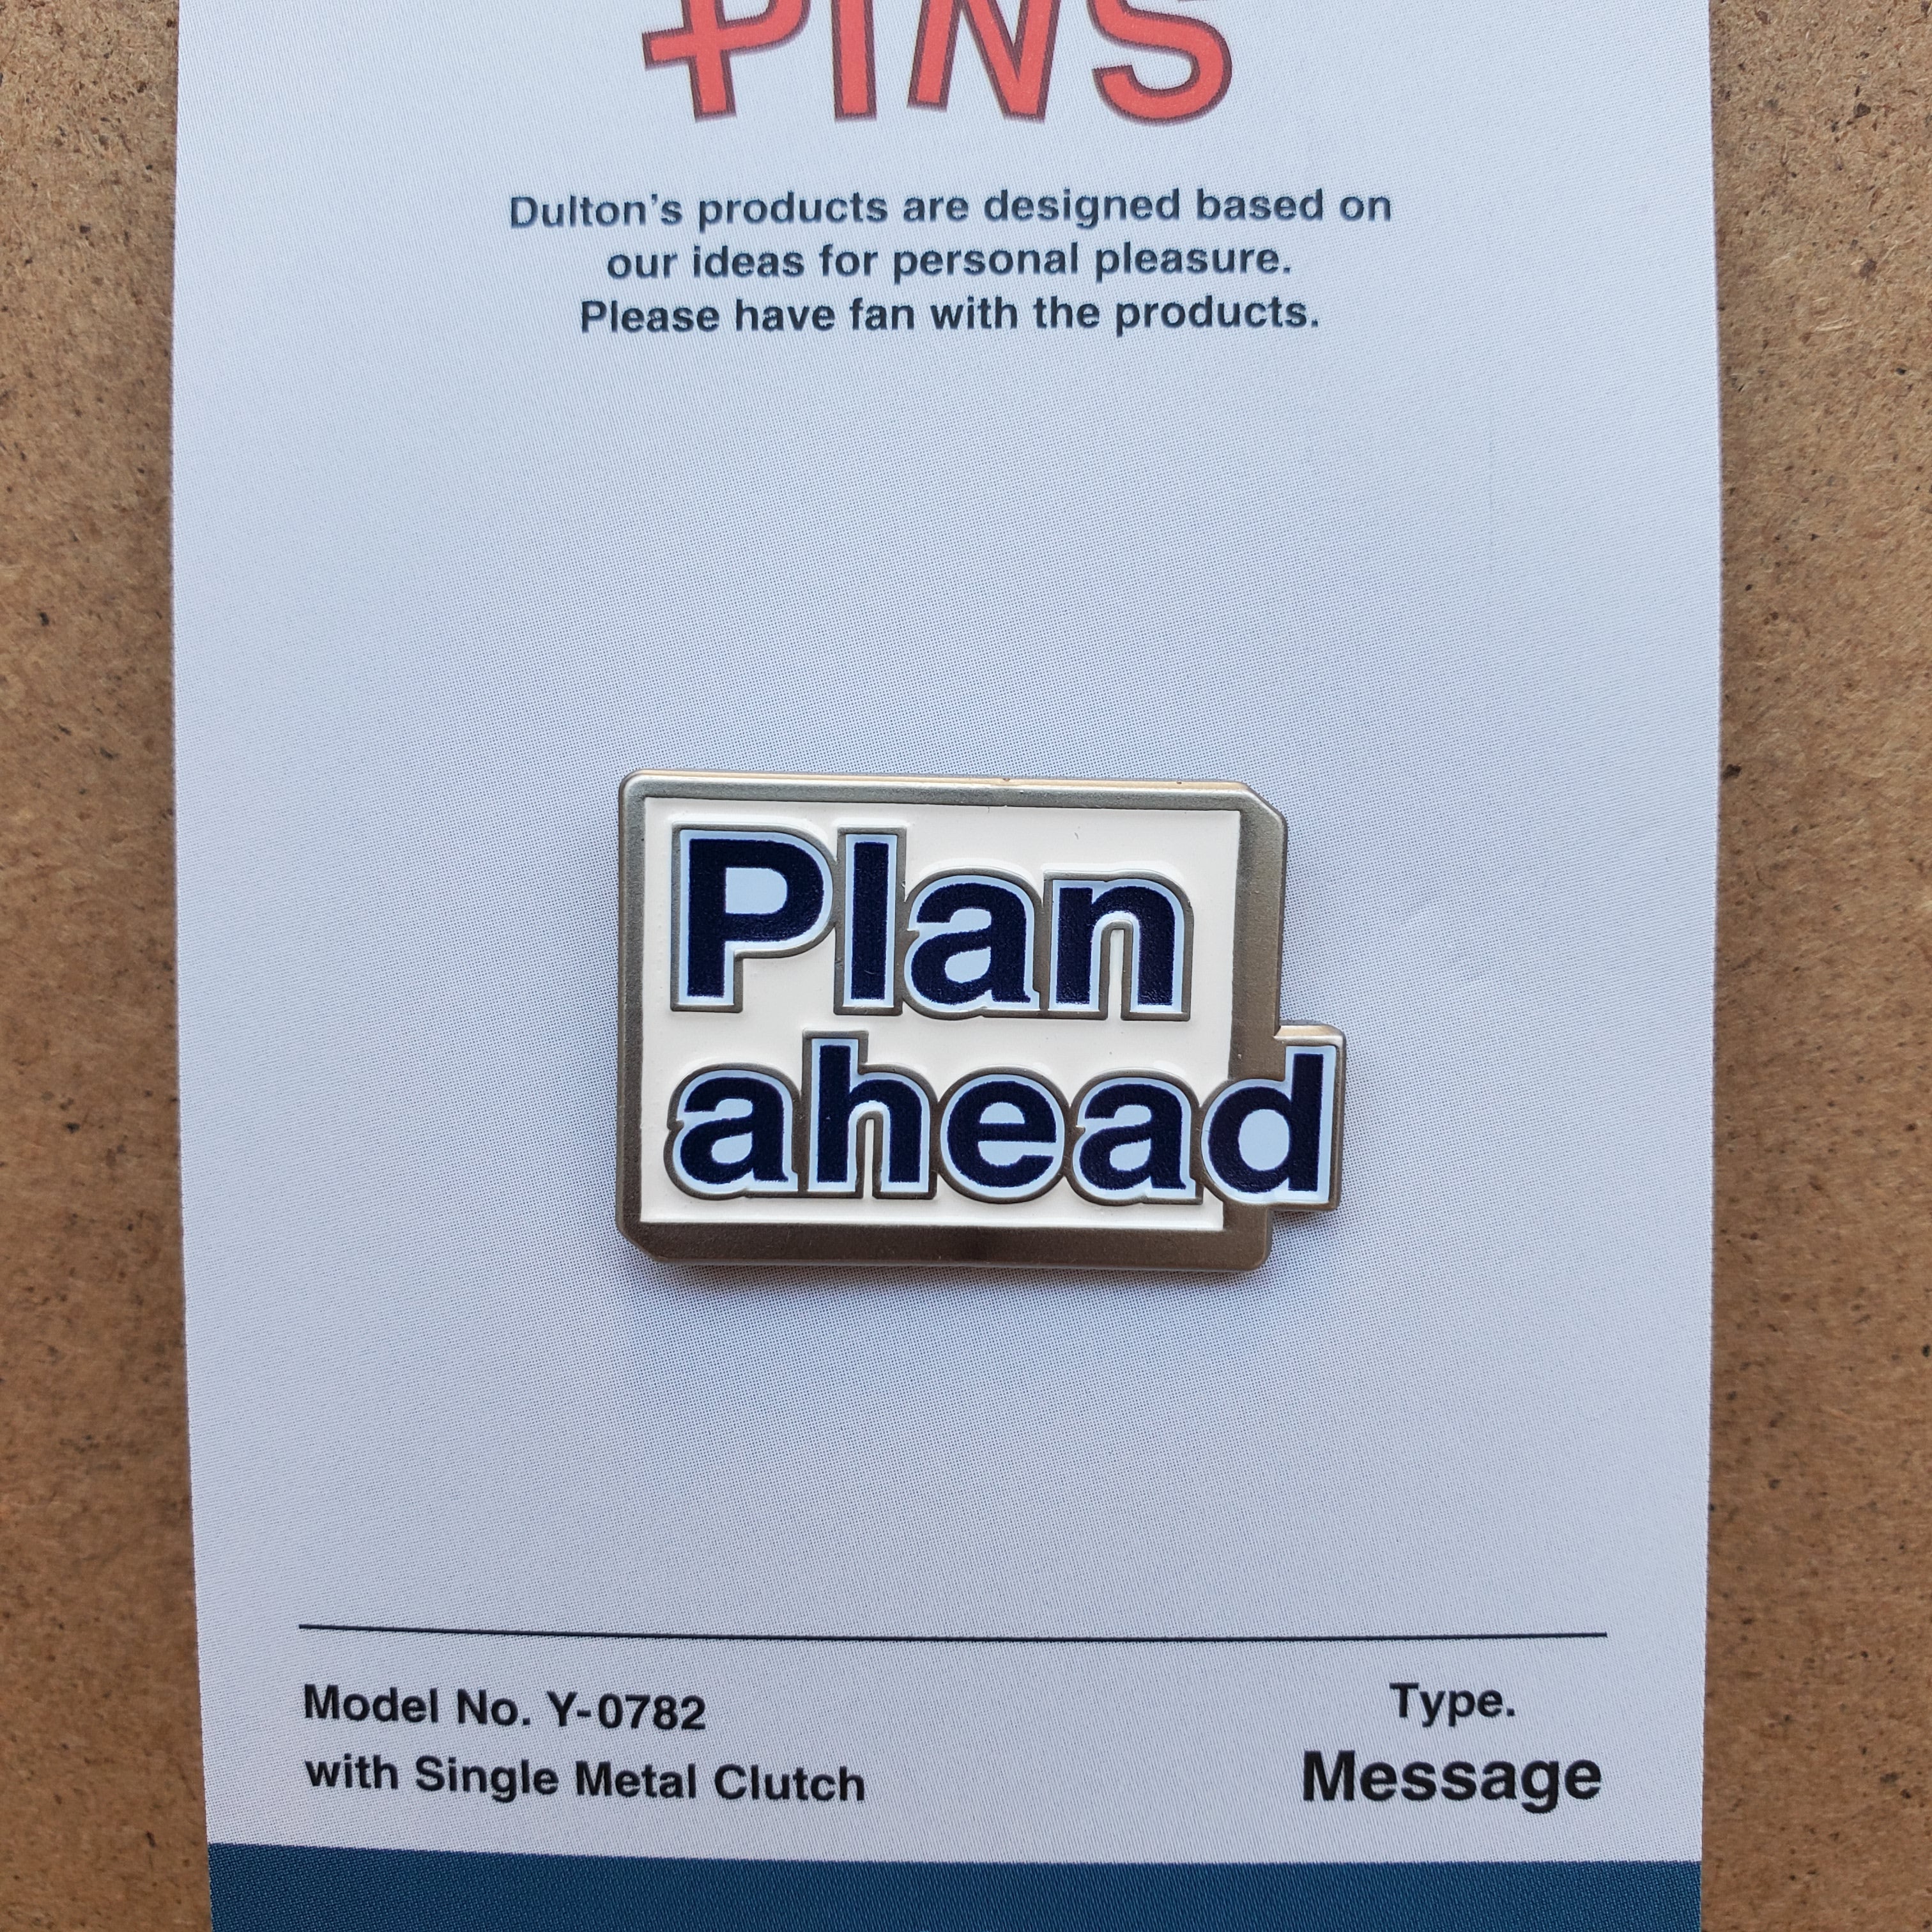 PINS
Dulton's products are designed based on
our ideas for personal pleasure.
Please have fan with the products.
Plan
ahead
Model No. Y-0782
with Single Metal Clutch
Type.
Message